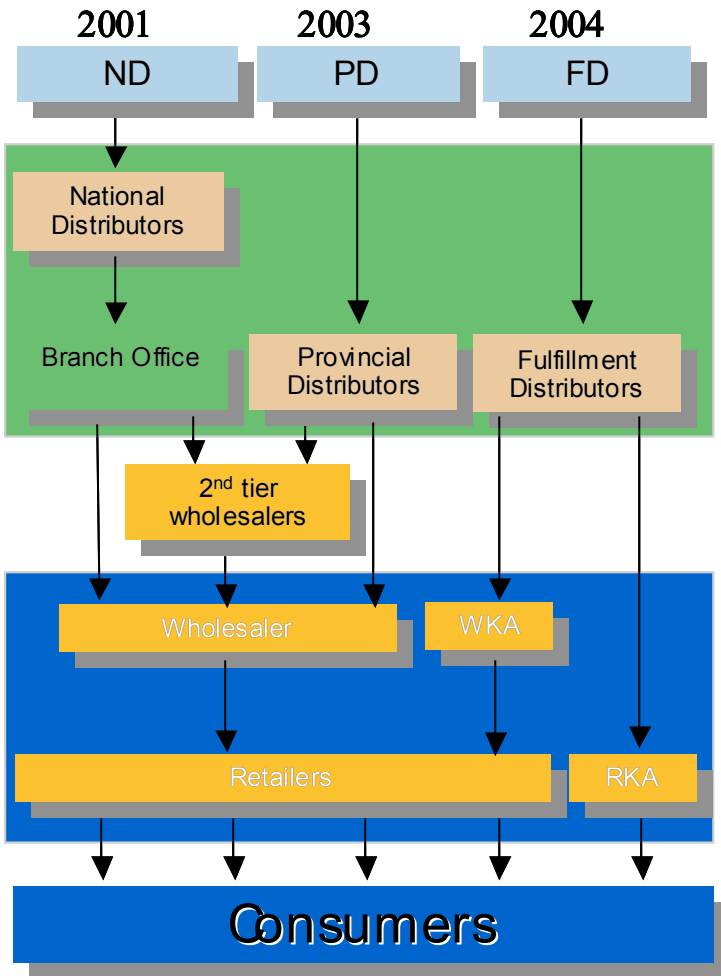 2001 2003 2004
ND PD FD
National
Distributors
Branch Office
Provincial
Distributors
Fulfillment
Distributors
2nd tier
wholesalers
Wholesaler WKA
Retailers RKA
Consumers